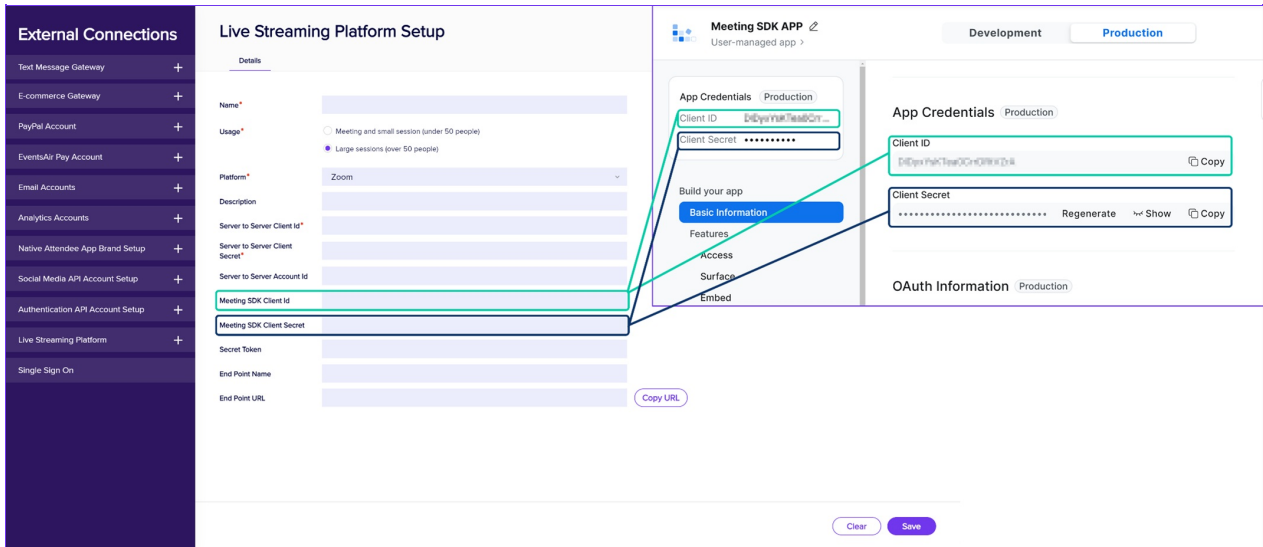 External Connections
Text Message Gateway +
E-commerce Gateway +
PayPal Account +
EventsAir Pay Account +
Email Accounts +
Analytics Accounts +
Native Attendee App Brand Setup +
Social Media API Account Setup +
Authentication API Account Setup +
Live Streaming Platform +
Single Sign On
Live Streaming Platform Setup
Details
Name*
Usage*
Meeting and small session (under 50 people)
Large sessions (over 50 people)
Platform* Zoom
Description
Server to Server Client Id*
Server to Server Client
Secret*
Server to Server Account Id
Meeting SDK Client Id
Meeting SDK Client Secret
Secret Token
End Point Name
End Point URL
Copy URL
Clear Save
Meeting SDK APP
User-managed app >
Development Production
App Credentials Production
Client ID
Client Secret ••••••••••
Build your app
Basic Information
Features
Access
Surface
Embed
App Credentials Production
Client ID
Copy
Client Secret
•••••••••••••••••••••••••••• Regenerate Show Copy
OAuth Information Production